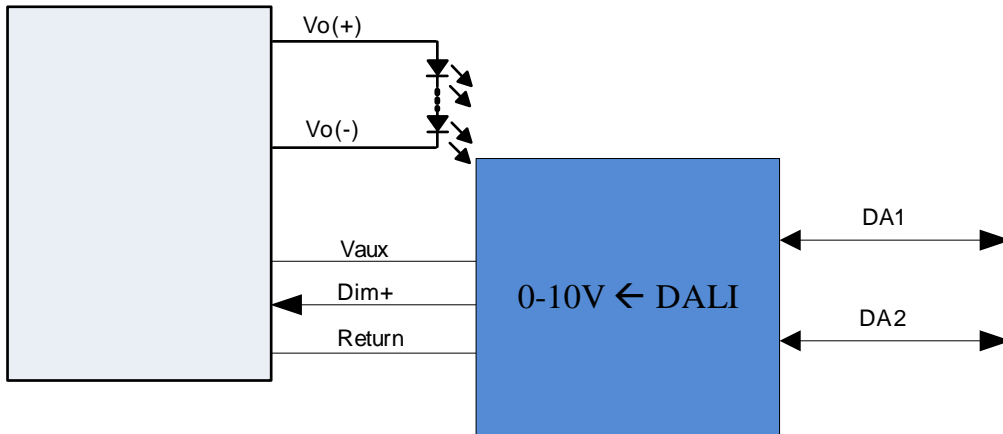 Vo(+)
Vo(-)
Vaux
Dim+
Return
0-10V ← DALI
DA1
DA2